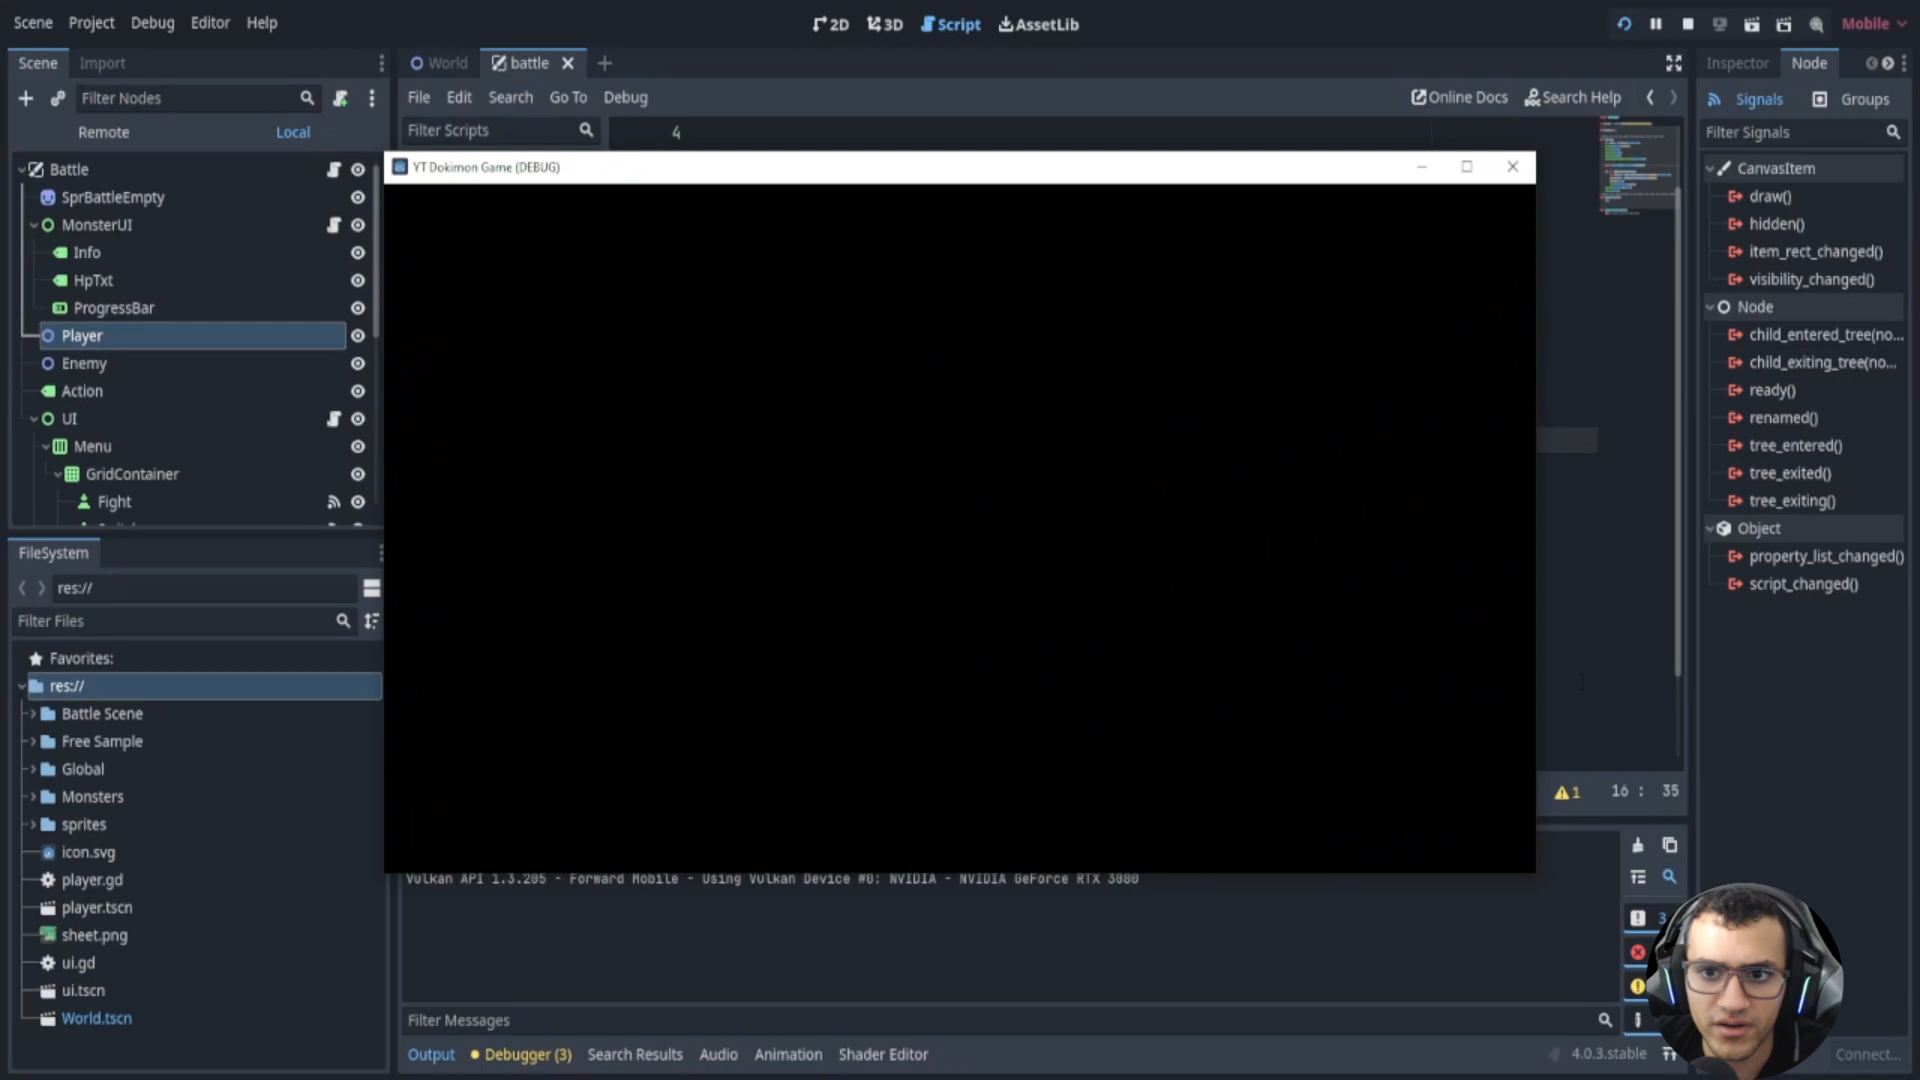 Scene Project Debug Editor Help
2D 3D Script AssetLib
Mobile
Scene Import
World battle
Inspector Node
Filter Nodes
File Edit Search Go To Debug
Online Docs Search Help
Signals Groups
Remote Local
Filter Scripts
4
Filter Signals
Battle
SprBattleEmpty
MonsterUI
Info
HpTxt
ProgressBar
Player
Enemy
Action
UI
Menu
GridContainer
Fight
YT Dokimon Game (DEBUG)
CanvasItem
draw()
hidden()
item_rect_changed()
visibility_changed()
Node
child_entered_tree(no...
child_exiting_tree(no...
ready()
renamed()
tree_entered()
tree_exited()
tree_exiting()
Object
property_list_changed()
script_changed()
FileSystem
res://
Filter Files
Favorites:
res://
Battle Scene
Free Sample
Global
Monsters
sprites
icon.svg
player.gd
player.tscn
sheet.png
ui.gd
ui.tscn
World.tscn
1 16 : 35
Vulkan API 1.3.205 - Forward Mobile - Using Vulkan Device #0: NVIDIA - NVIDIA GeForce RTX 3080
3
Filter Messages
Output Debugger (3) Search Results Audio Animation Shader Editor
4.0.3.stable
Connect...